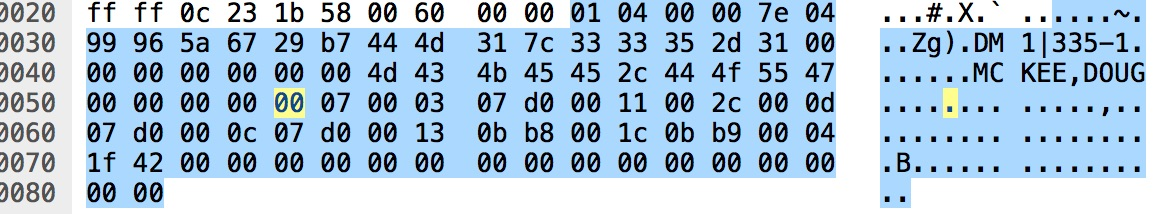 0020 ff ff 0c 23 1b 58 00 60 00 00 01 04 00 00 7e 04 ...#.X.` ......~.
0030 99 96 5a 67 29 b7 44 4d 31 7c 33 33 35 2d 31 00 ..Zg).DM 1|335-1.
0040 00 00 00 00 00 00 4d 43 4b 45 45 2c 44 4f 55 47 ......MC KEE,DOUG
0050 00 00 00 00 00 07 00 03 07 d0 00 11 00 2c 00 0d ........ .....,..
0060 07 d0 00 0c 07 d0 00 13 0b b8 00 1c 0b b9 00 04 ........ ........
0070 1f 42 00 00 00 00 00 00 00 00 00 00 00 00 00 00 .B...... ........
0080 00 00 ..